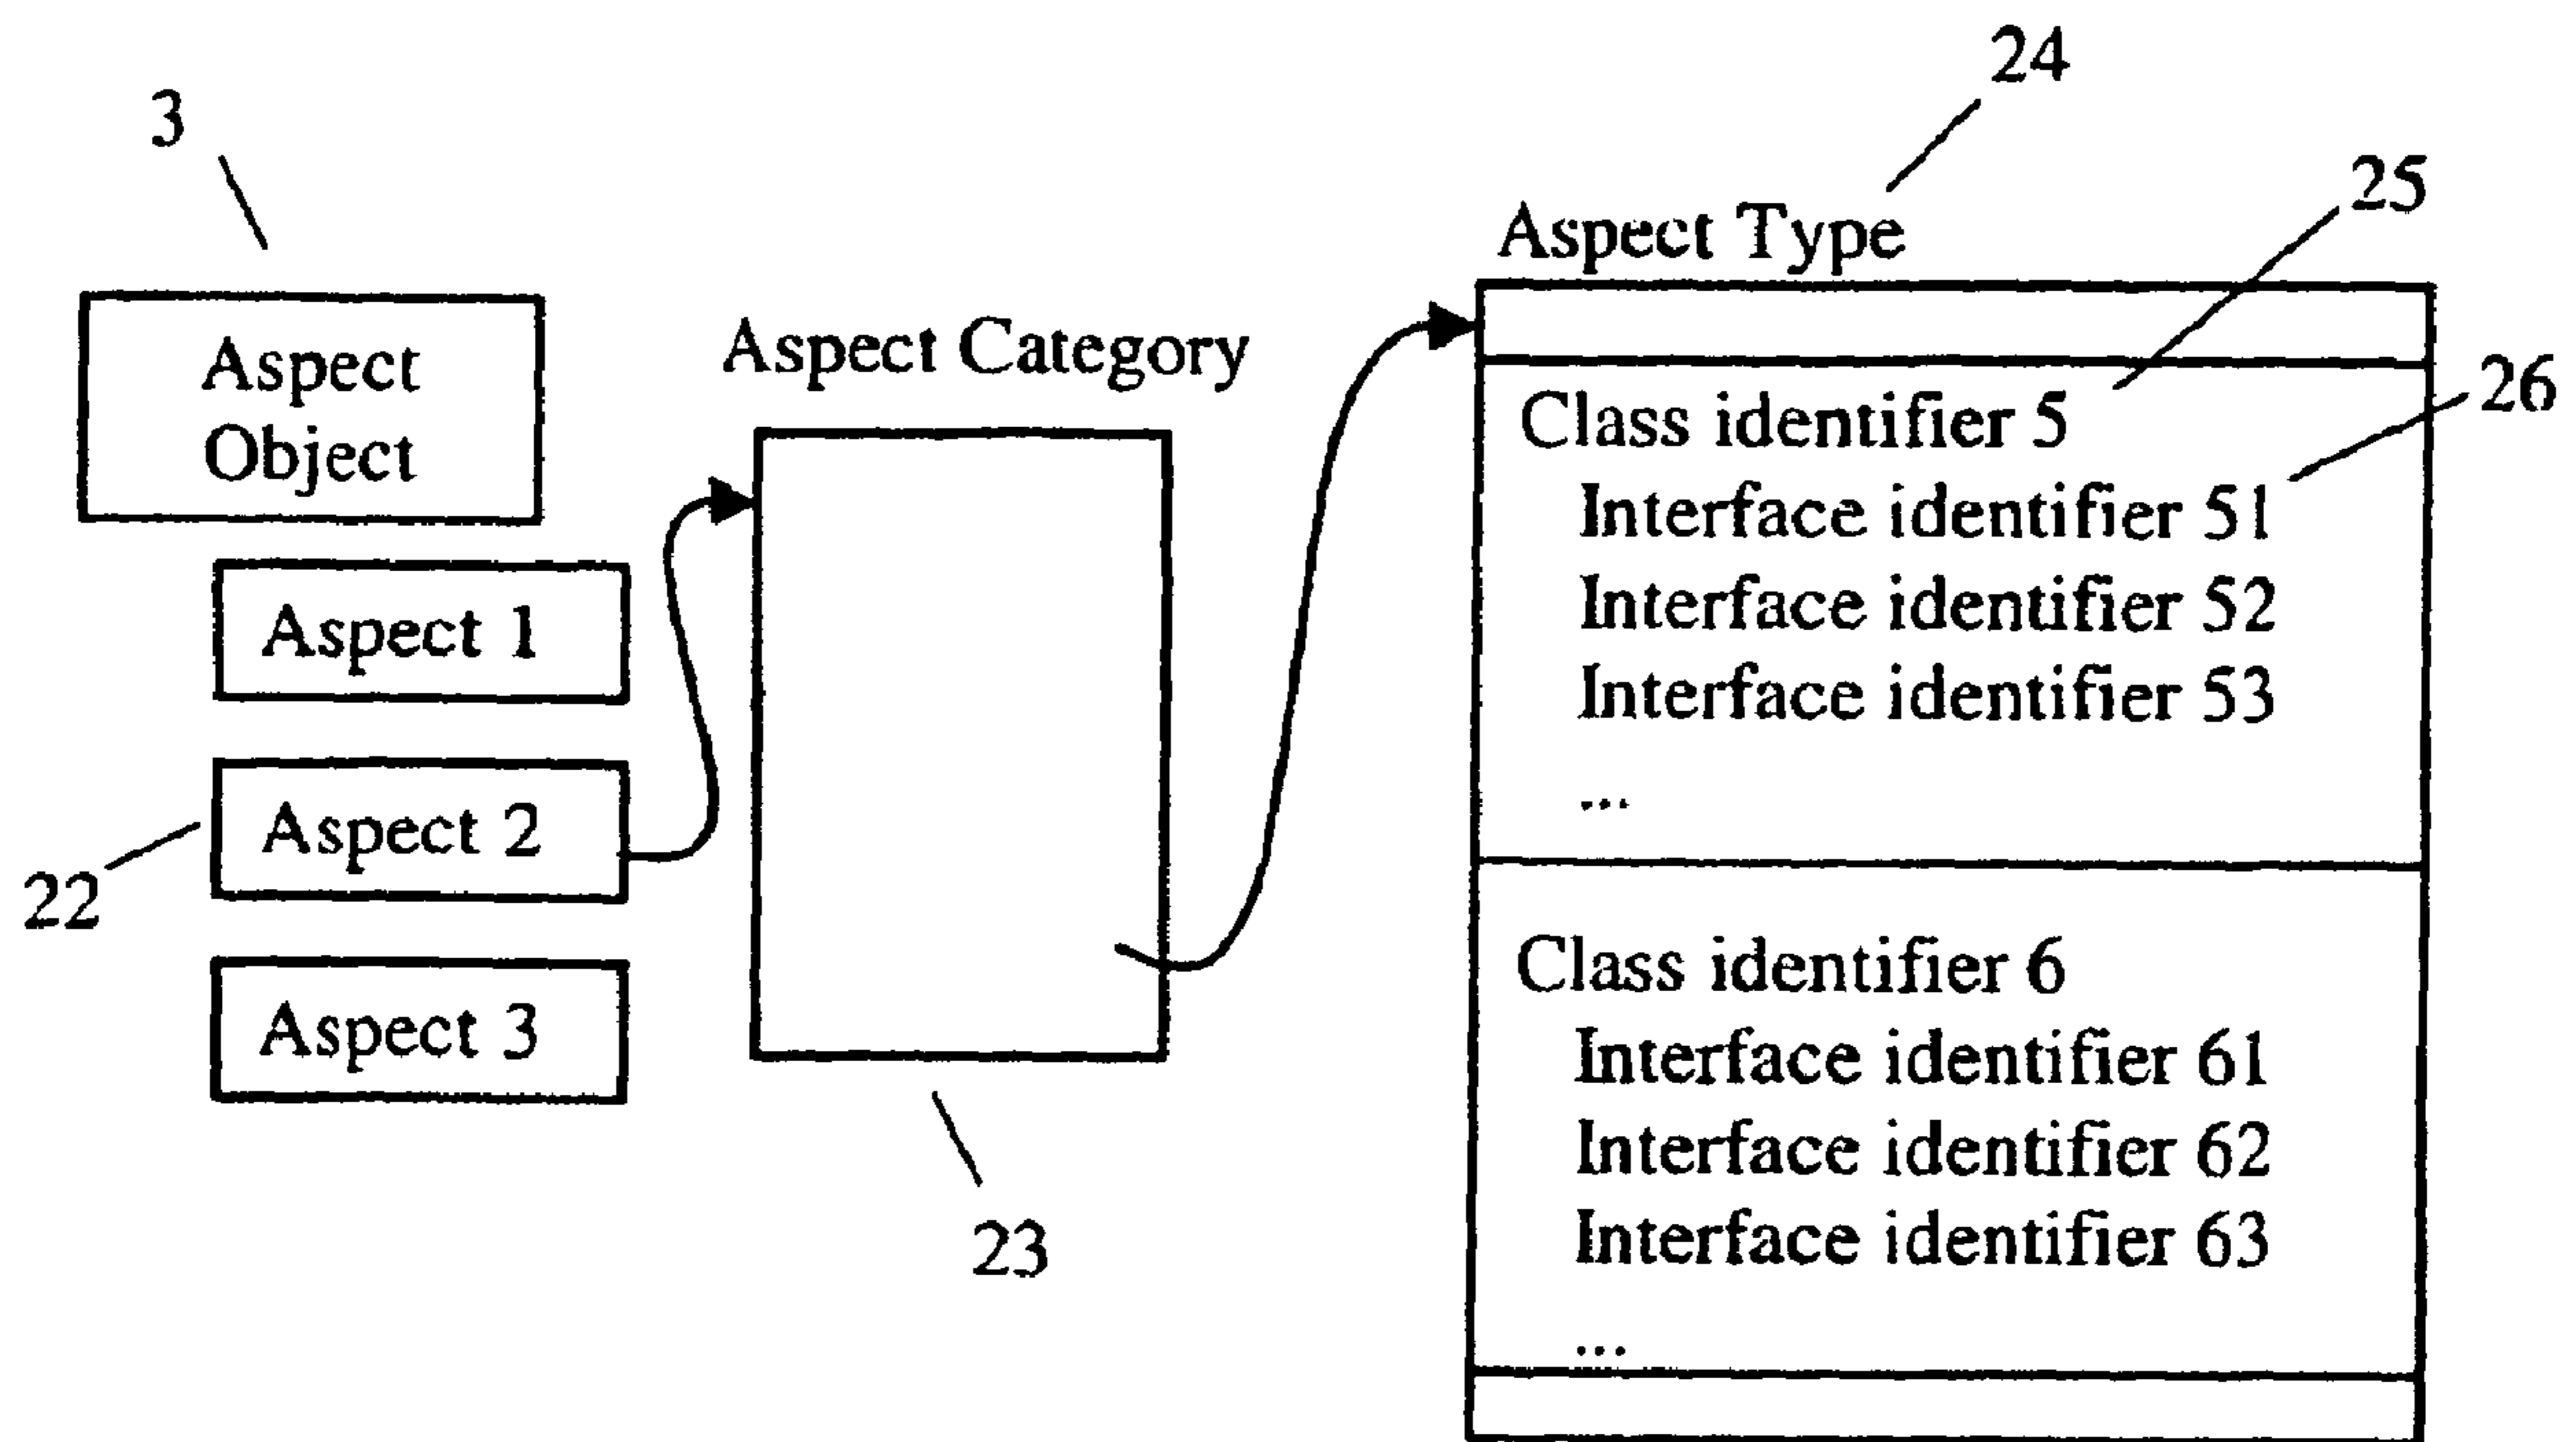 3
Aspect
Object
Aspect 1
Aspect 2
22
Aspect 3
Aspect Category
23
24
Aspect Type
25
26
Class identifier 5
Interface identifier 51
Interface identifier 52
Interface identifier 53
...
Class identifier 6
Interface identifier 61
Interface identifier 62
Interface identifier 63
...